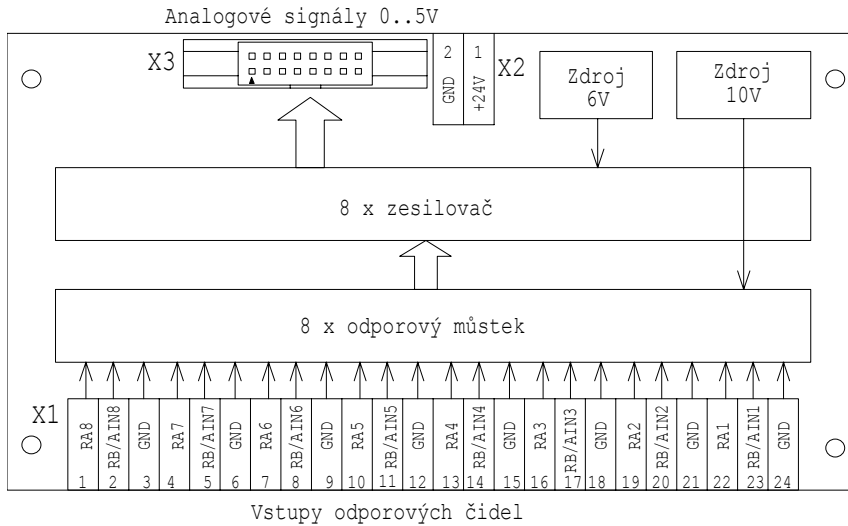 Analogové signály 0..5V
X3
2 1
GND +24V
X2
Zdroj
6V
Zdroj
10V
8 x zesilovač
8 x odporový můstek
X1
RA8 RB/AIN8 GND RA7 RB/AIN7 GND RA6 RB/AIN6 GND RA5 RB/AIN5 GND RA4 RB/AIN4 GND RA3 RB/AIN3 GND RA2 RB/AIN2 GND RA1 RB/AIN1 GND
1 2 3 4 5 6 7 8 9 10 11 12 13 14 15 16 17 18 19 20 21 22 23 24
Vstupy odporových čidel